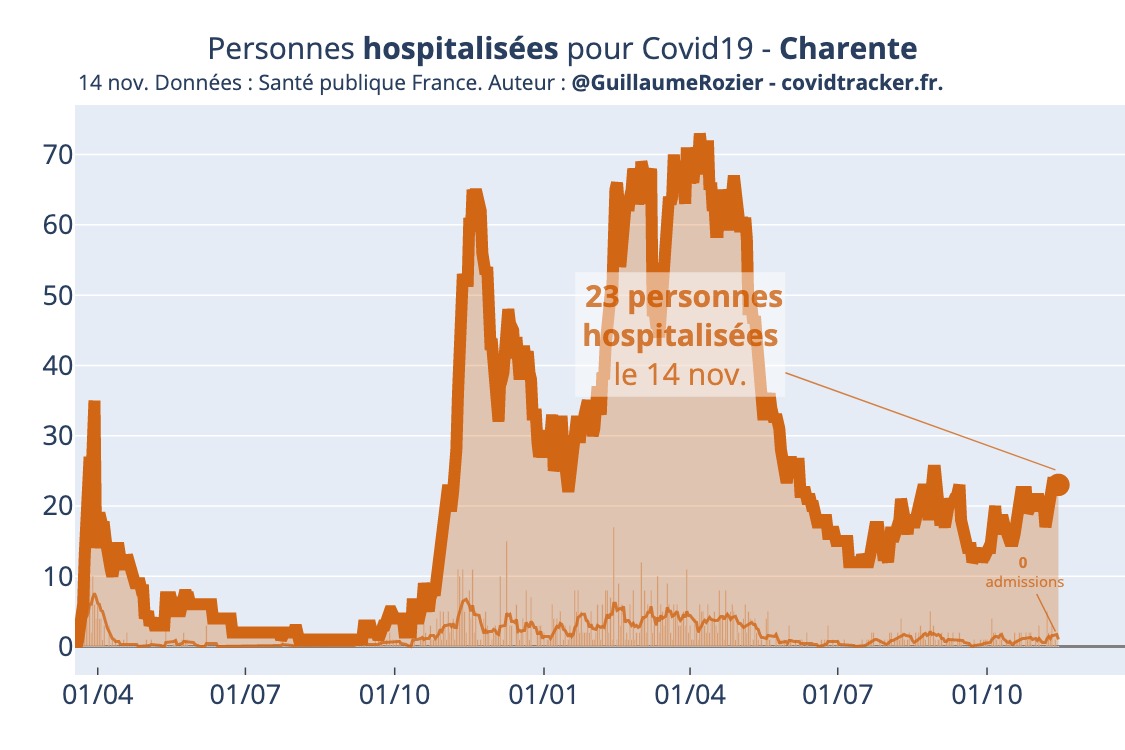 Personnes hospitalisées pour Covid19 - Charente
14 nov. Données : Santé publique France. Auteur : @GuillaumeRozier - covidtracker.fr.
70
60
50
40
30
20
10
0
23 personnes
hospitalisées
le 14 nov.
0
admissions
01/04
01/07
01/10
01/01
01/04
01/07
01/10